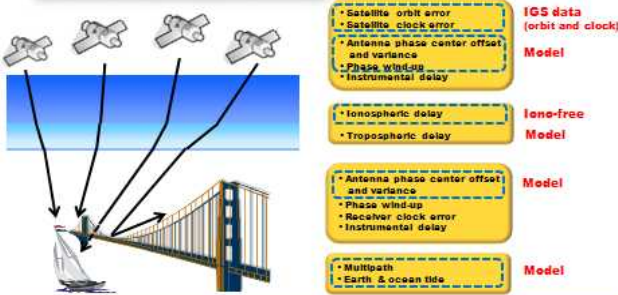 • Satellite orbit error
• Satellite clock error
IGS data
(orbit and clock)
• Antenna phase center offset
and variance
• Phase wind-up
Model
• Instrumental delay
• Ionospheric delay
Iono-free
• Tropospheric delay
Model
• Antenna phase center offset
and variance
Model
• Phase wind-up
• Receiver clock error
• Instrumental delay
• Multipath
• Earth & ocean tide
Model